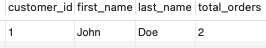 customer_id first_name last_name total_orders
1 John Doe 2